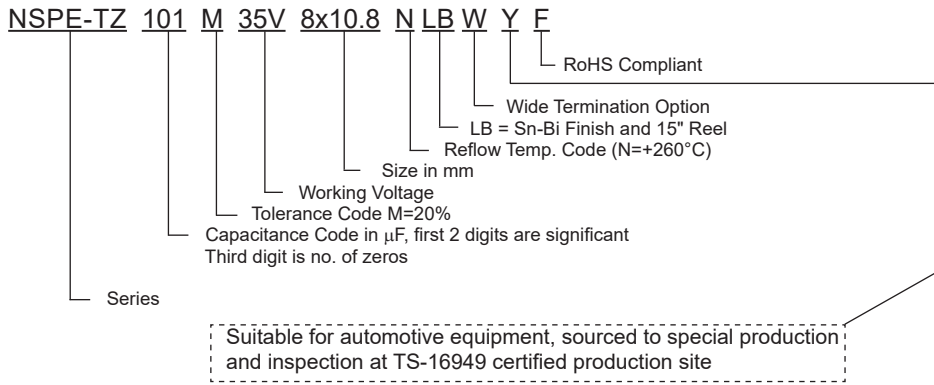 NSPE-TZ 101 M 35V 8x10.8 N LB W Y F
RoHS Compliant
Wide Termination Option
LB = Sn-Bi Finish and 15" Reel
Reflow Temp. Code (N=+260°C)
Size in mm
Working Voltage
Tolerance Code M=20%
Capacitance Code in μF, first 2 digits are significant
Third digit is no. of zeros
Series
Suitable for automotive equipment, sourced to special production
and inspection at TS-16949 certified production site